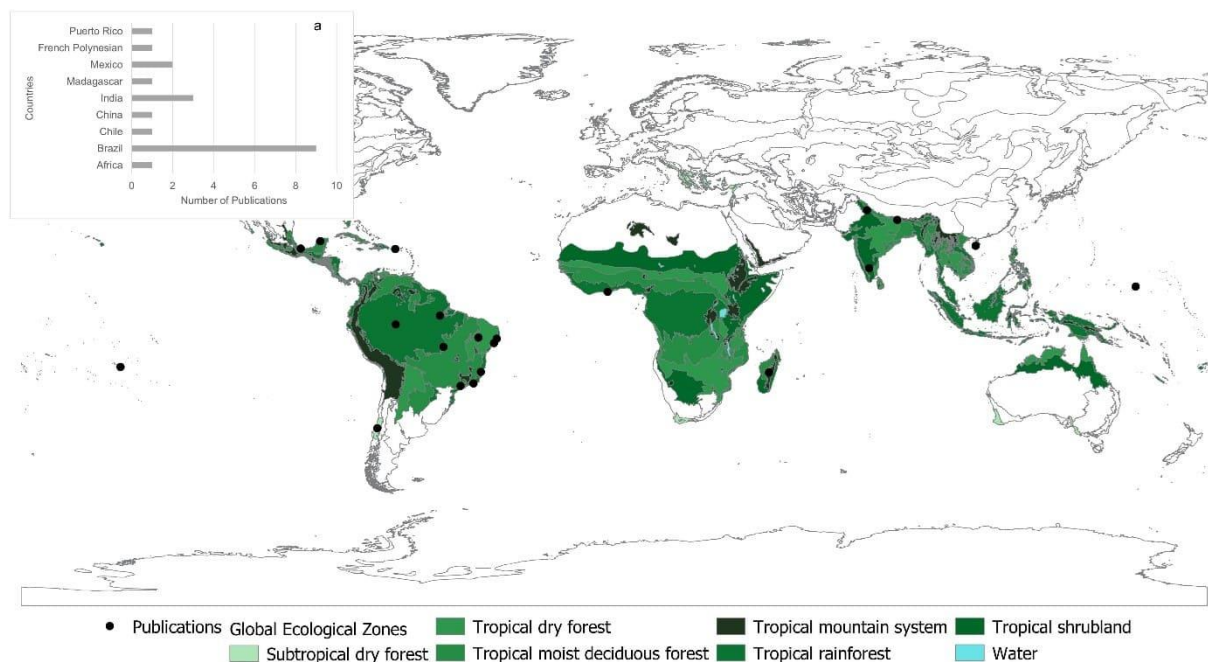 a
Puerto Rico
French Polynesian
Mexico
Madagascar
India
China
Chile
Brazil
Africa
Countries
0 2 4 6 8 10
Number of Publications
Publications Global Ecological Zones Tropical dry forest Tropical mountain system Tropical shrubland
Subtropical dry forest Tropical moist deciduous forest Tropical rainforest Water